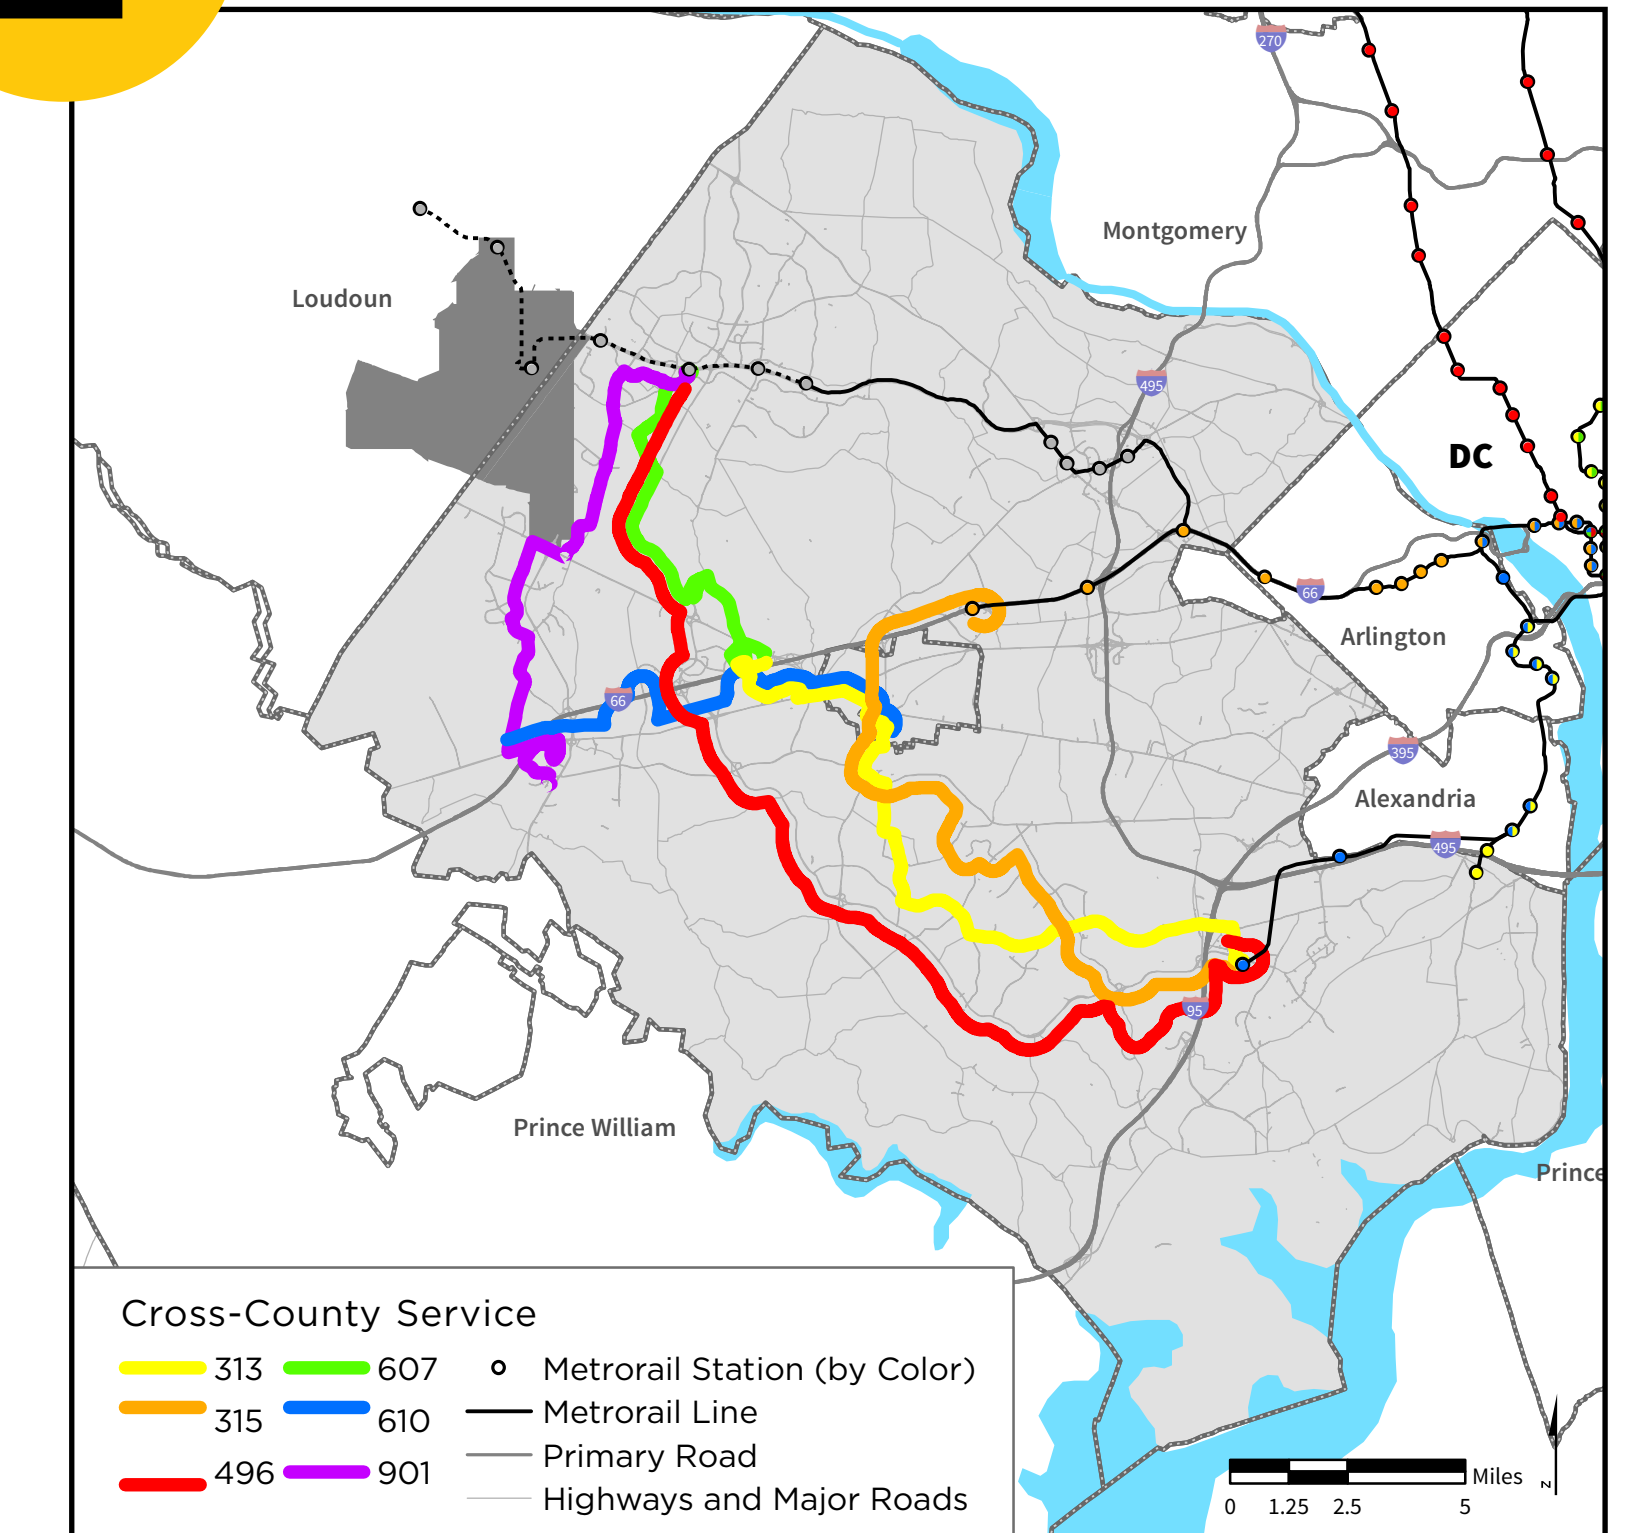 270
Montgomery
Loudoun
495
DC
66
Arlington
66
395
Alexandria
495
95
Prince William
Prince
Cross-County Service
313
607
Metrorail Station (by Color)
315
610
Metrorail Line
496
901
Primary Road
Highways and Major Roads
Miles
0 1.25 2.5 5
N